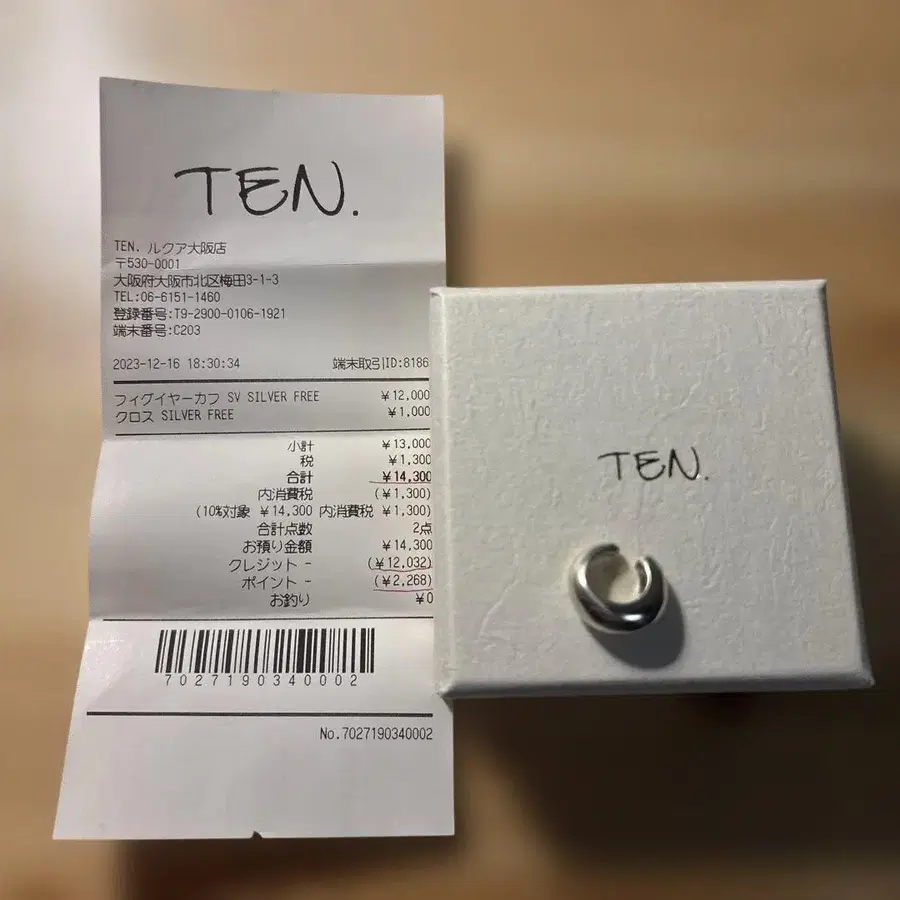 TEN.
TEN. ルクア大阪店
〒530-0001
大阪府大阪市北区梅田3-1-3
TEL:06-6151-1460
登録番号:T9-2900-0106-1921
端末番号:C203
2023-12-16 18:30:34 端末取引ID:8186
フィグイヤーカフ SV SILVER FREE ¥12,000
クロス SILVER FREE ¥1,000
小計 ¥13,000
税 ¥1,300
合計 ¥14,300
内消費税 (¥1,300)
(10%対象 ¥14,300 内消費税 ¥1,300)
合計点数 2点
お預り金額 ¥14,300
クレジット - (¥12,032)
ポイント - (¥2,268)
お釣り ¥0
7027190340002
No.7027190340002
TEN.